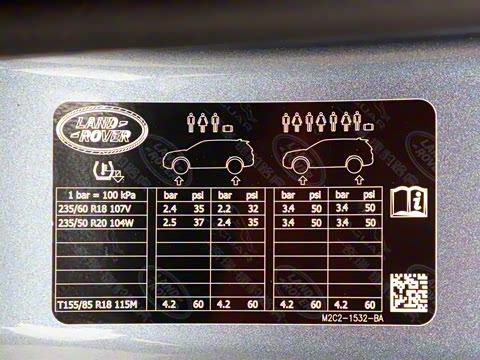 LAND
ROVER
1 bar = 100 kPa bar psi bar psi bar psi bar psi
235/60 R18 107V 2.4 35 2.2 32 3.4 50 3.4 50
235/50 R20 104W 2.5 37 2.4 35 3.4 50 3.4 50
T155/85 R18 115M 4.2 60 4.2 60 4.2 60 4.2 60
M2C2-1532-BA